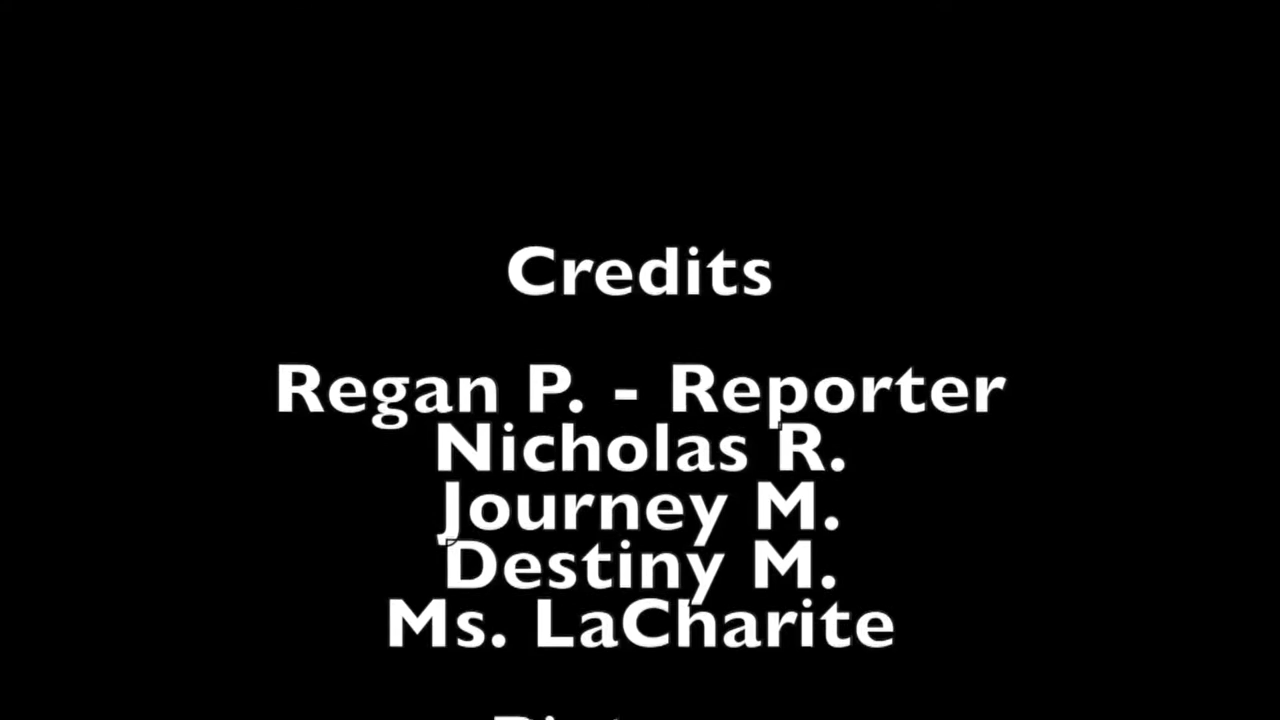 Credits
Regan P. - Reporter
Nicholas R.
Journey M.
Destiny M.
Ms. LaCharite